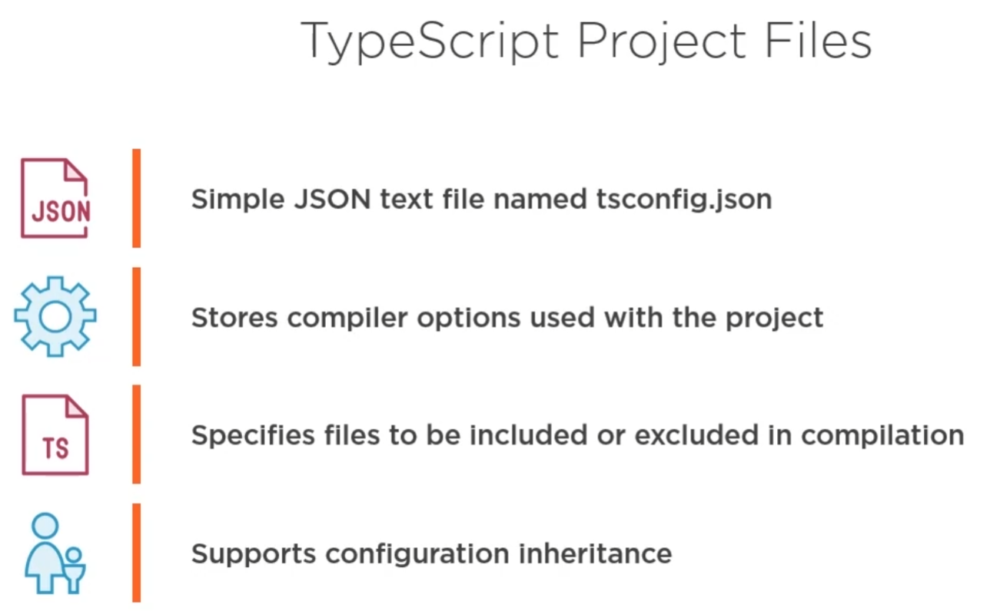 TypeScript Project Files
JSON
Simple JSON text file named tsconfig.json
Stores compiler options used with the project
TS
Specifies files to be included or excluded in compilation
Supports configuration inheritance